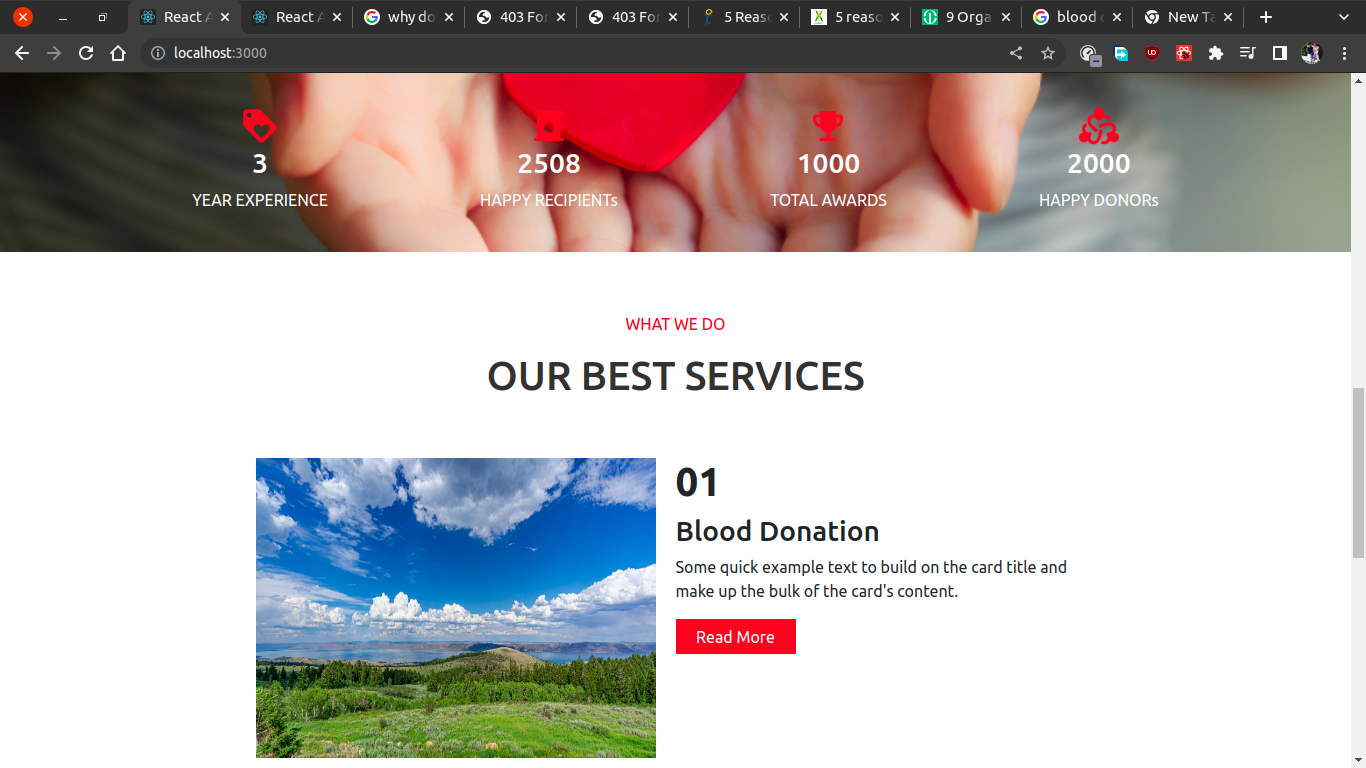 React A
React A
why do
403 For
403 For
5 Reaso
5 reaso
9 Orga
blood
New Ta
localhost:3000
3
2508
1000
2000
YEAR EXPERIENCE
HAPPY RECIPIENTs
TOTAL AWARDS
HAPPY DONORs
WHAT WE DO
OUR BEST SERVICES
01
Blood Donation
Some quick example text to build on the card title and
make up the bulk of the card's content.
Read More